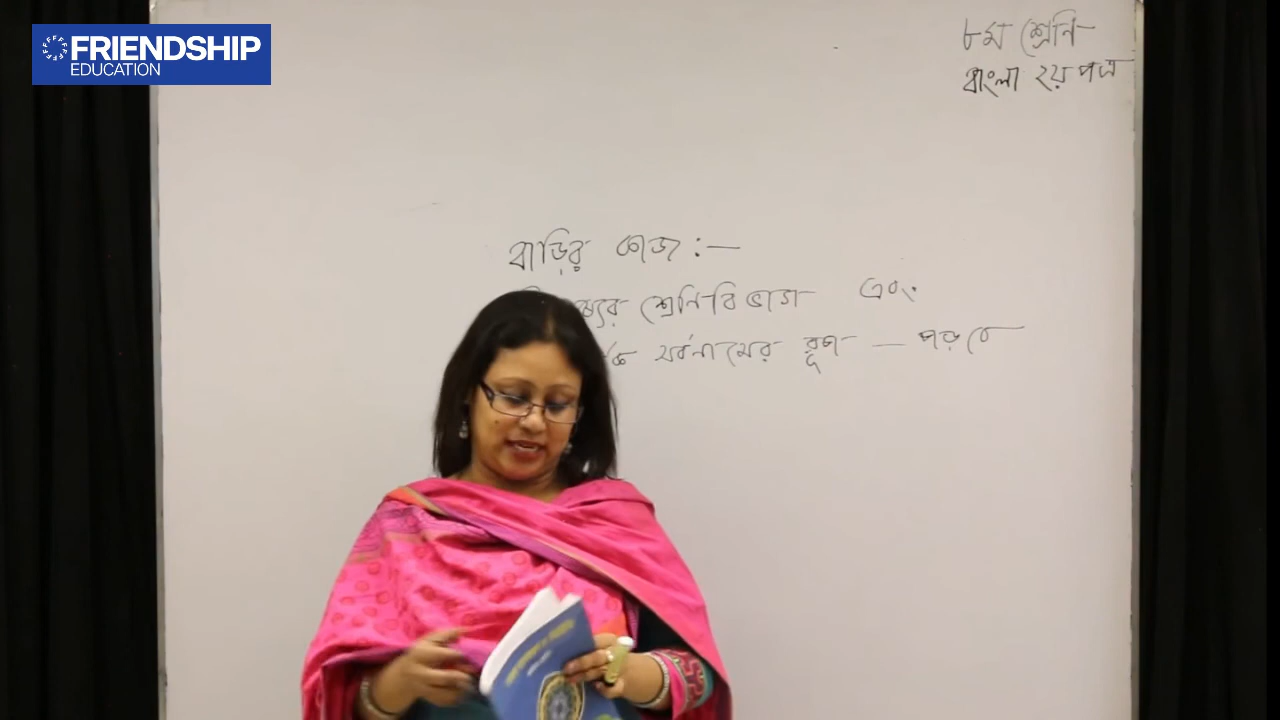 FRIENDSHIP
EDUCATION
৮ম শ্রেণি
বাংলা ২য় পত্র
বাড়ির কাজ :—
শ্রেণিবিভাগ এবং
সর্বনামের রূপ — পড়বে